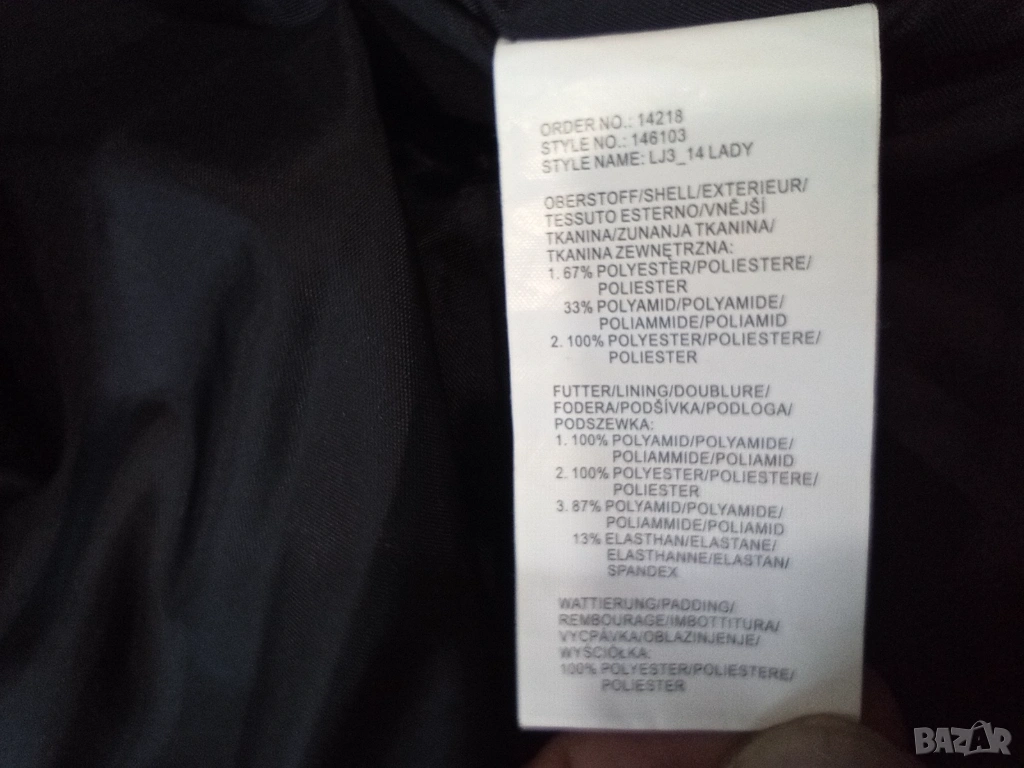 ORDER NO.: 14218
STYLE NO.: 146103
STYLE NAME: LJ3_14 LADY
OBERSTOFF/SHELL/EXTERIEUR/
TESSUTO ESTERNO/VNĚJŠÍ
TKANINA/ZUNANJA TKANINA/
TKANINA ZEWNĘTRZNA:
1. 67% POLYESTER/POLIESTERE/
POLIESTER
33% POLYAMID/POLYAMIDE/
POLIAMMIDE/POLIAMID
2. 100% POLYESTER/POLIESTERE/
POLIESTER
FUTTER/LINING/DOUBLURE/
FODERA/PODŠÍVKA/PODLOGA/
PODSZEWKA:
1. 100% POLYAMID/POLYAMIDE/
POLIAMMIDE/POLIAMID
2. 100% POLYESTER/POLIESTERE/
POLIESTER
3. 87% POLYAMID/POLYAMIDE/
POLIAMMIDE/POLIAMID
13% ELASTHAN/ELASTANE/
ELASTHANNE/ELASTAN/
SPANDEX
WATTIERUNG/PADDING/
REMBOURAGE/IMBOTTITURA/
VYCPÁVKA/OBLAZINJENJE/
WYŚCIÓŁKA:
100% POLYESTER/POLIESTERE/
POLIESTER
BAZAR